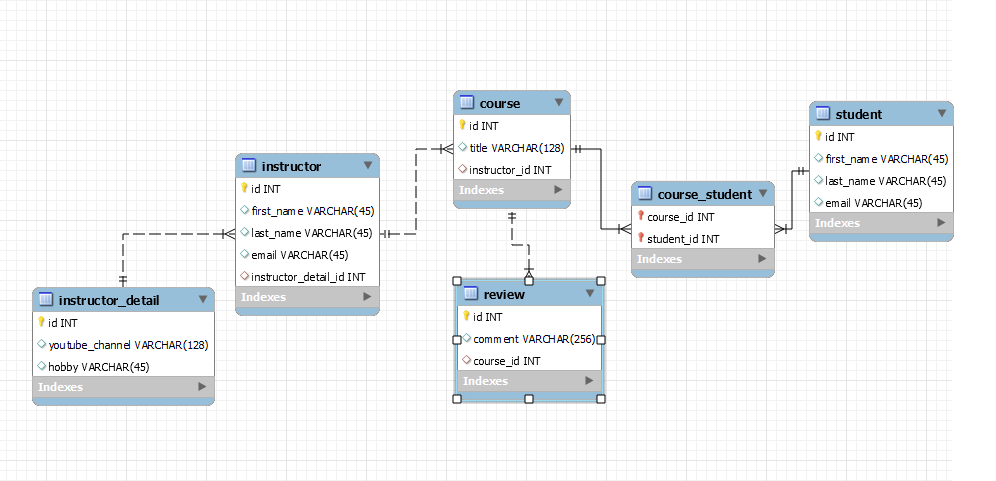 course
id INT
title VARCHAR(128)
instructor_id INT
Indexes
student
id INT
first_name VARCHAR(45)
last_name VARCHAR(45)
email VARCHAR(45)
Indexes
instructor
id INT
first_name VARCHAR(45)
last_name VARCHAR(45)
email VARCHAR(45)
instructor_detail_id INT
Indexes
course_student
course_id INT
student_id INT
Indexes
instructor_detail
id INT
youtube_channel VARCHAR(128)
hobby VARCHAR(45)
Indexes
review
id INT
comment VARCHAR(256)
course_id INT
Indexes